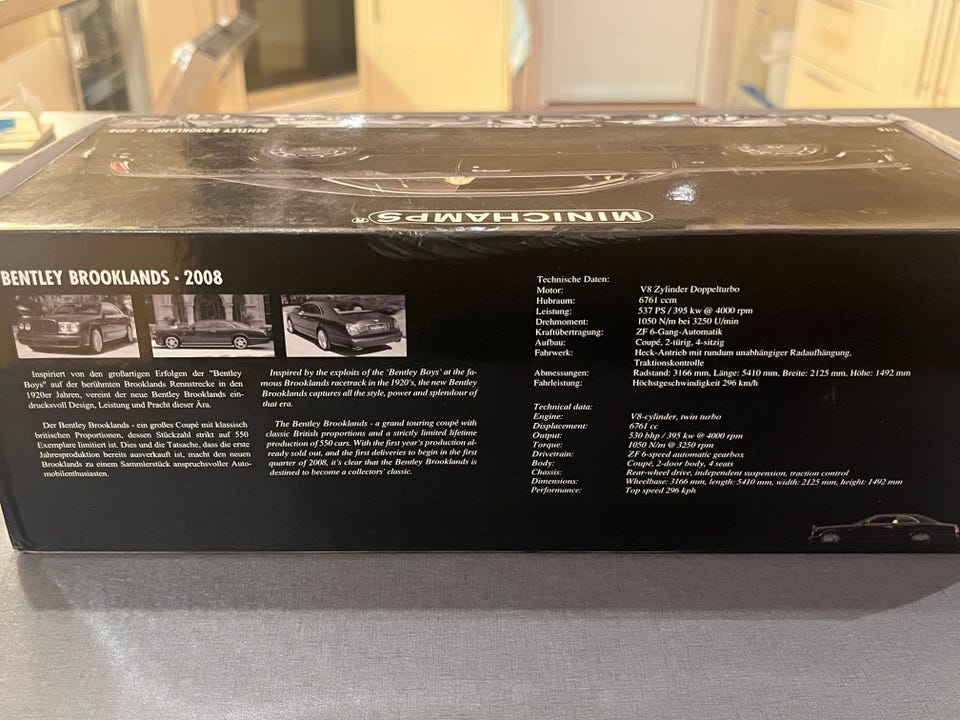 BENTLEY BROOKLANDS · 2008
1:18
MINICHAMPS®
BENTLEY BROOKLANDS · 2008
Inspiriert von den großartigen Erfolgen der "Bentley
Boys" auf der berühmten Brooklands Rennstrecke in den
1920er Jahren, vereint der neue Bentley Brooklands ein-
drucksvoll Design, Leistung und Pracht dieser Ära.
Der Bentley Brooklands - ein großes Coupé mit klassisch
britischen Proportionen, dessen Stückzahl strikt auf 550
Exemplare limitiert ist. Dies und die Tatsache, dass die erste
Jahresproduktion bereits ausverkauft ist, macht den neuen
Brooklands zu einem Sammlerstück anspruchsvoller Auto-
mobilenthusiasten.
Inspired by the exploits of the 'Bentley Boys' at the fa-
mous Brooklands racetrack in the 1920's, the new Bentley
Brooklands captures all the style, power and splendour of
that era.
The Bentley Brooklands - a grand touring coupé with
classic British proportions and a strictly limited lifetime
production of 550 cars. With the first year's production al-
ready sold out, and the first deliveries to begin in the first
quarter of 2008, it's clear that the Bentley Brooklands is
destined to become a collectors' classic.
Technische Daten:
Motor: V8 Zylinder Doppelturbo
Hubraum: 6761 ccm
Leistung: 537 PS / 395 kw @ 4000 rpm
Drehmoment: 1050 N/m bei 3250 U/min
Kraftübertragung: ZF 6-Gang-Automatik
Aufbau: Coupé, 2-türig, 4-sitzig
Fahrwerk: Heck-Antrieb mit rundum unabhängiger Radaufhängung,
Traktionskontrolle
Abmessungen: Radstand: 3166 mm, Länge: 5410 mm, Breite: 2125 mm, Höhe: 1492 mm
Fahrleistung: Höchstgeschwindigkeit 296 km/h
Technical data:
Engine: V8-cylinder, twin turbo
Displacement: 6761 cc
Output: 530 bhp / 395 kw @ 4000 rpm
Torque: 1050 N/m @ 3250 rpm
Drivetrain: ZF 6-speed automatic gearbox
Body: Coupé, 2-door body, 4 seats
Chassis: Rear-wheel drive, independent suspension, traction control
Dimensions: Wheelbase: 3166 mm, length: 5410 mm, width: 2125 mm, height: 1492 mm
Performance: Top speed 296 kph